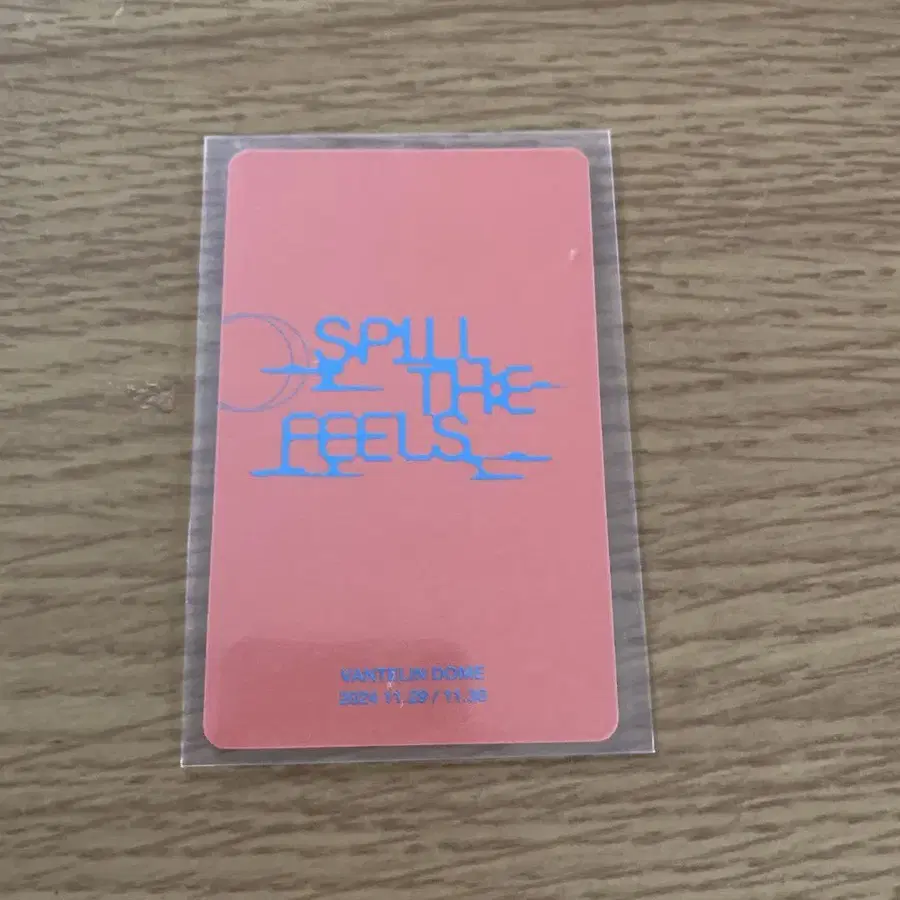 SPILL
THE
FEELS
VANTELIN DOME
2024 11.29 / 11.30